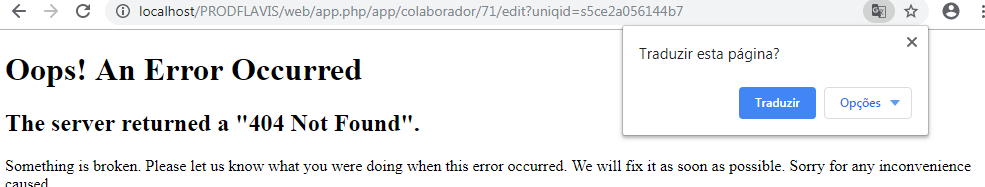 localhost/PRODFLAVIS/web/app.php/app/colaborador/71/edit?uniqid=s5ce2a056144b7
Traduzir esta página?
Traduzir
Opções
Oops! An Error Occurred
The server returned a "404 Not Found".
Something is broken. Please let us know what you were doing when this error occurred. We will fix it as soon as possible. Sorry for any inconvenience
caused